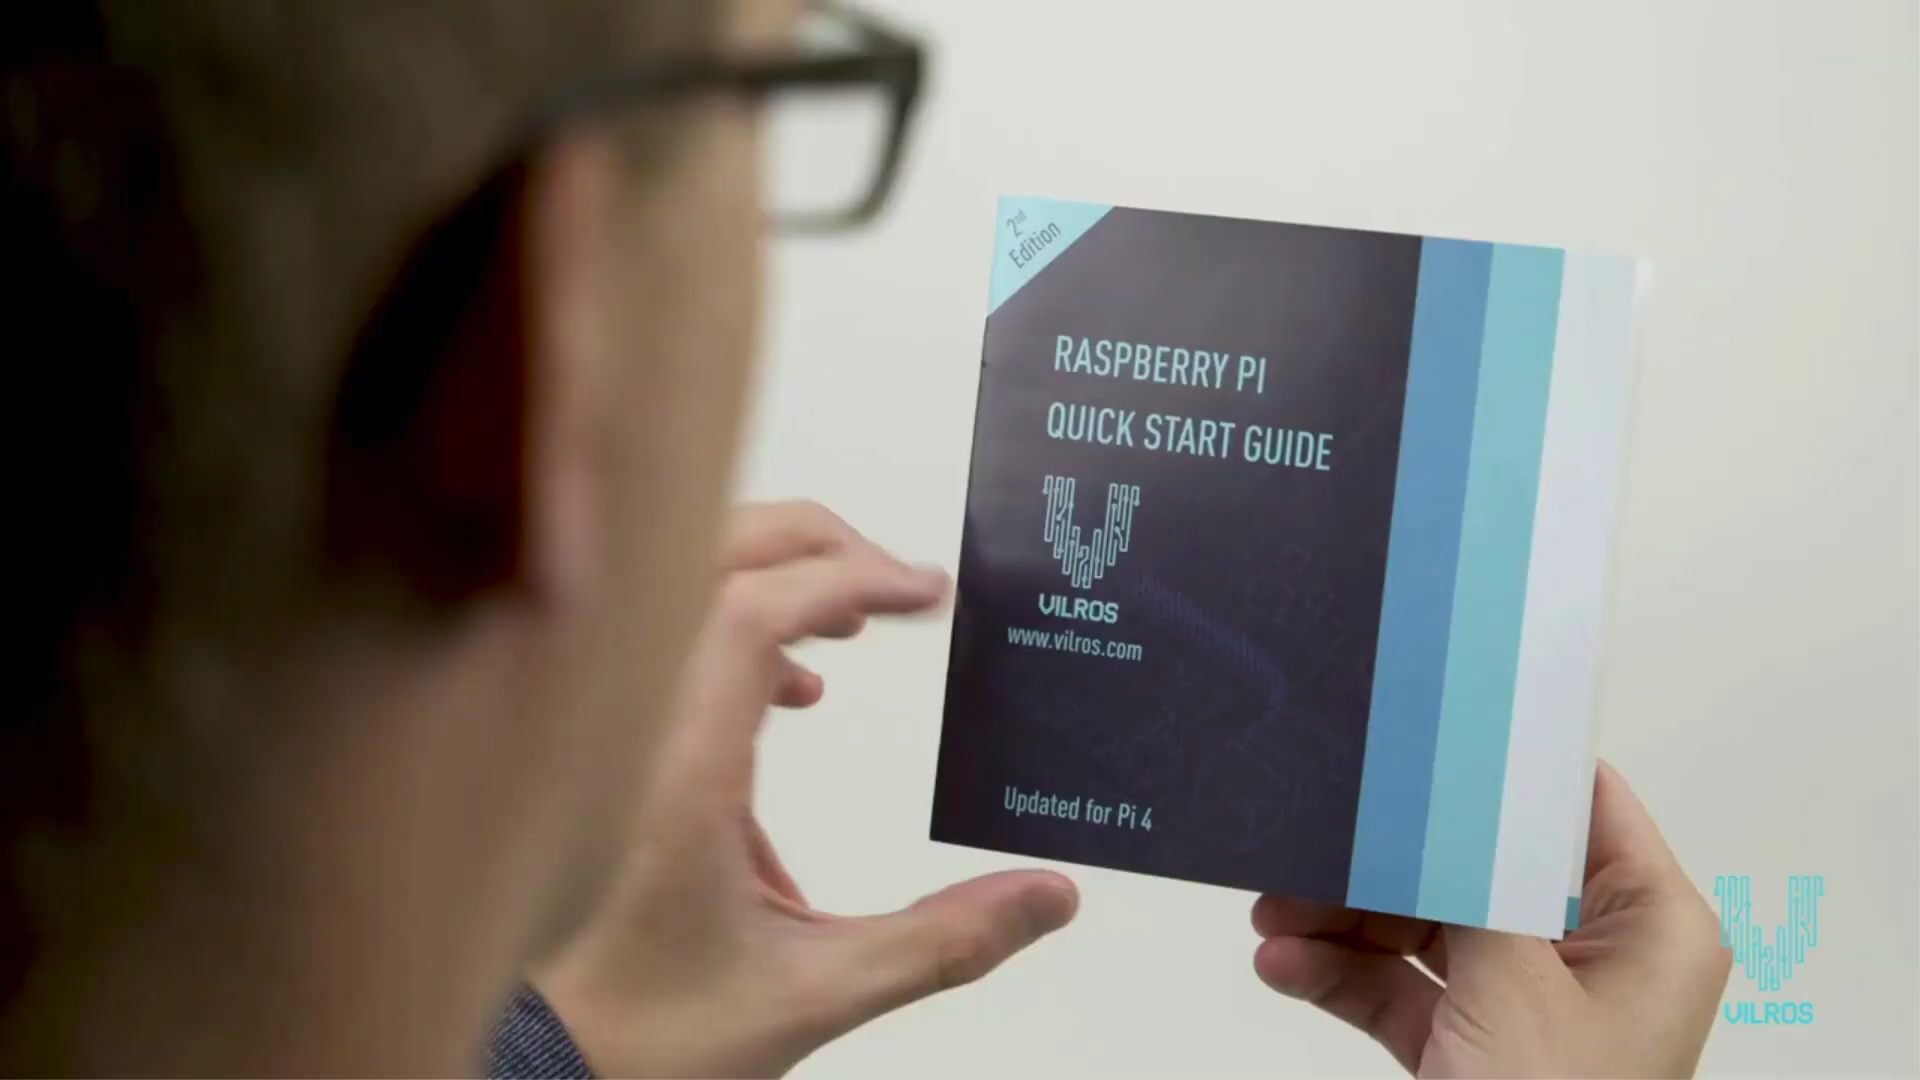 2nd
Edition
RASPBERRY PI
QUICK START GUIDE
VILROS
www.vilros.com
Updated for Pi 4
VILROS